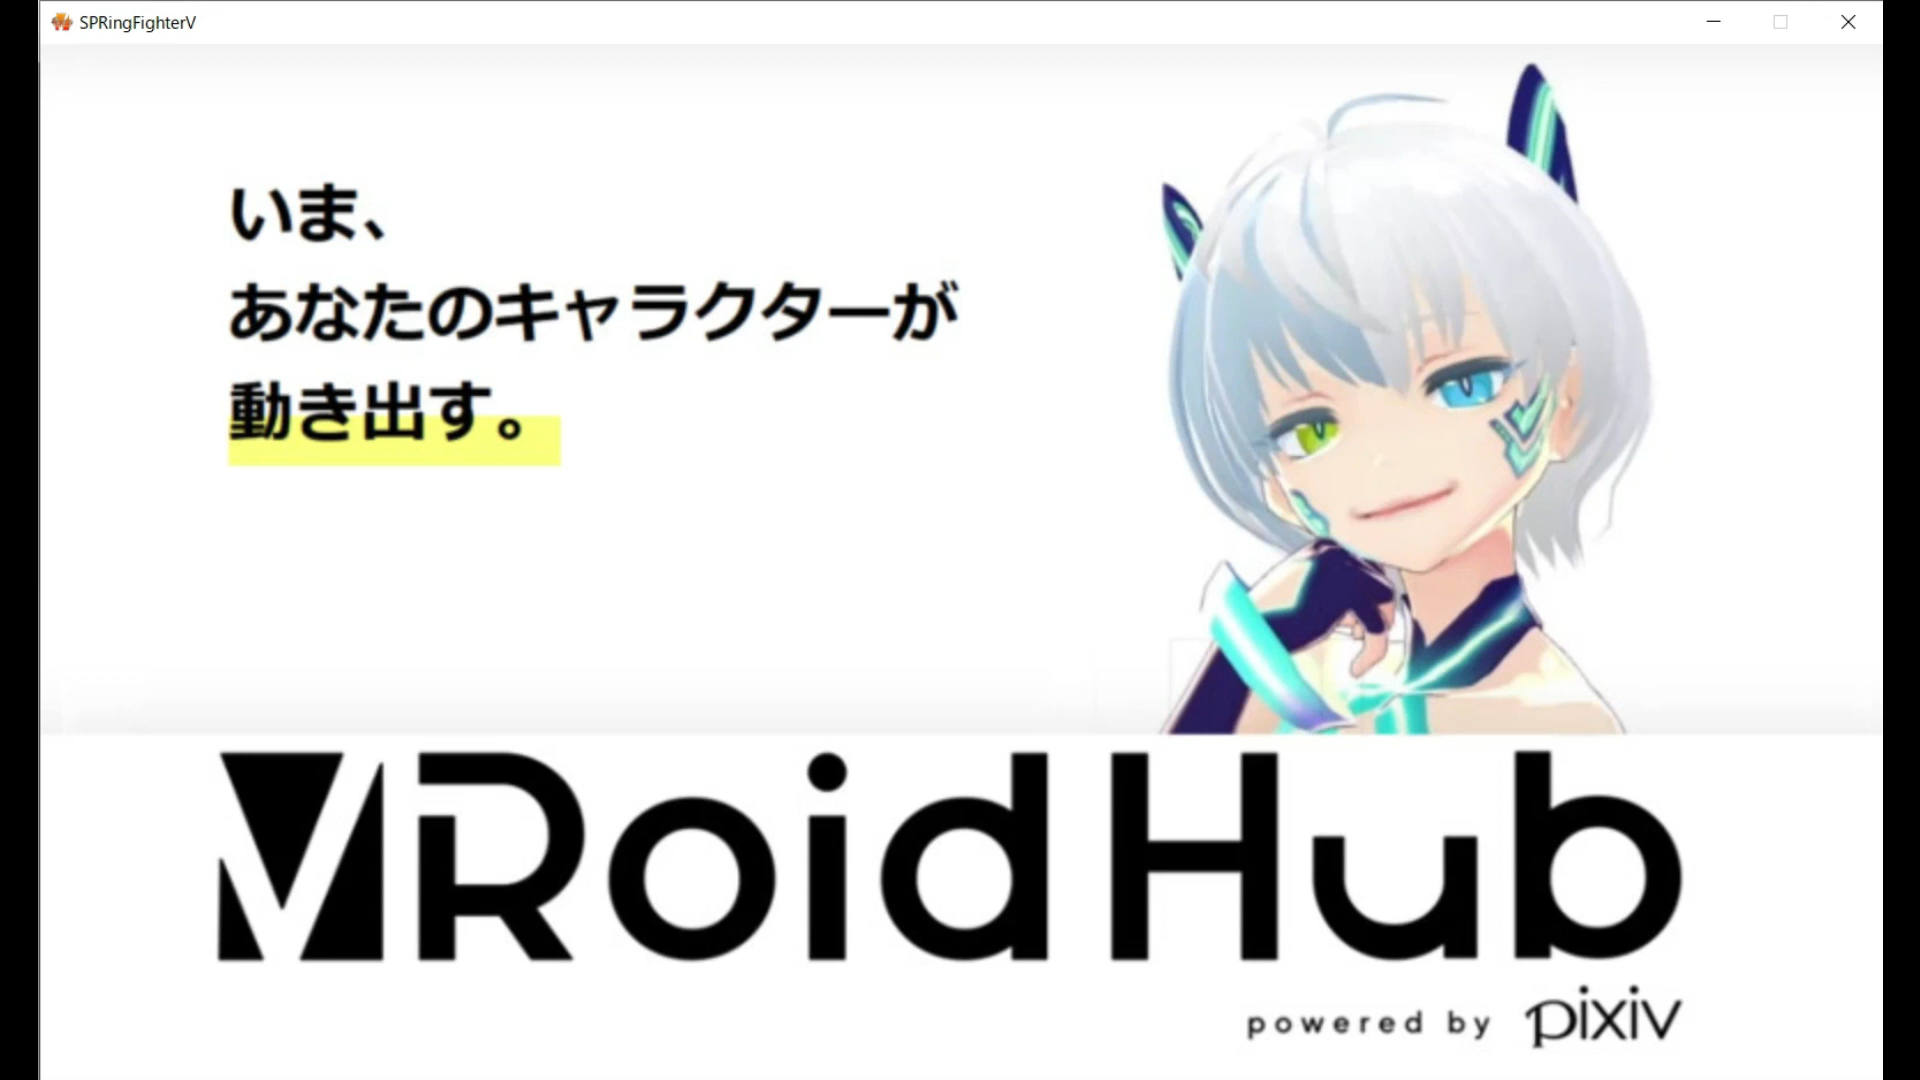 SPRingFighterV
いま、
あなたのキャラクターが
動き出す。
VRoid Hub
powered by pixiv